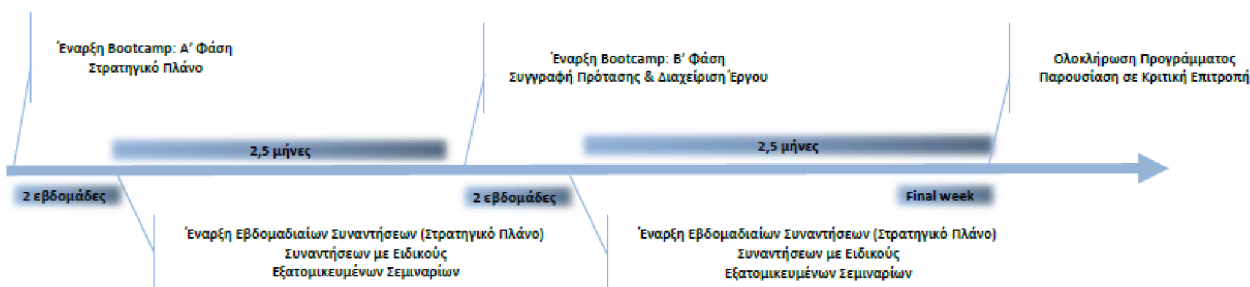 Έναρξη Bootcamp: Α’ Φάση
Στρατηγικό Πλάνο
Έναρξη Bootcamp: Β’ Φάση
Συγγραφή Πρότασης & Διαχείριση Έργου
Ολοκλήρωση Προγράμματος
Παρουσίαση σε Κριτική Επιτροπή
2,5 μήνες
2,5 μήνες
2 εβδομάδες
2 εβδομάδες
Final week
Έναρξη Εβδομαδιαίων Συναντήσεων (Στρατηγικό Πλάνο)
Συναντήσεων με Ειδικούς
Εξατομικευμένων Σεμιναρίων
Έναρξη Εβδομαδιαίων Συναντήσεων (Στρατηγικό Πλάνο)
Συναντήσεων με Ειδικούς
Εξατομικευμένων Σεμιναρίων